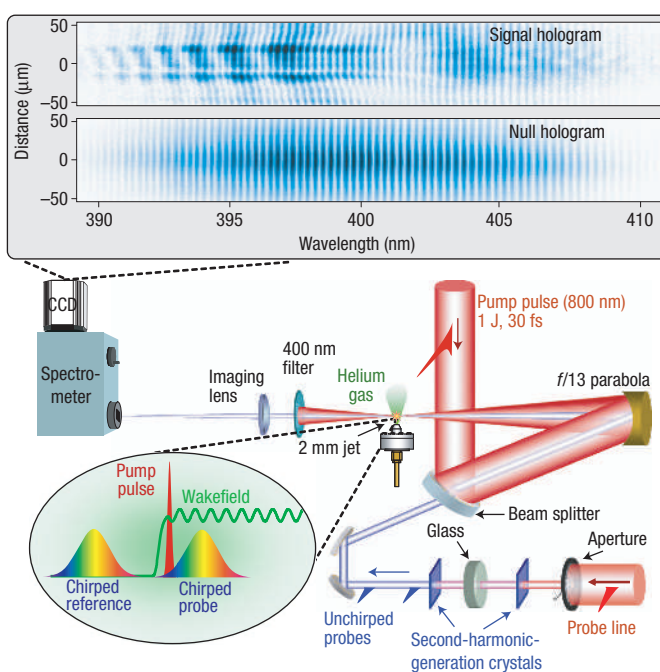 Signal hologram
Null hologram
Distance (μm)
50
0
–50
50
0
–50
390
395
400
405
410
Wavelength (nm)
CCD
Spectro-
meter
Imaging
lens
400 nm
filter
Helium
gas
2 mm jet
Pump pulse (800 nm)
1 J, 30 fs
f/13 parabola
Beam splitter
Pump
pulse
Wakefield
Chirped
reference
Chirped
probe
Glass
Aperture
Unchirped
probes
Second-harmonic-
generation crystals
Probe line